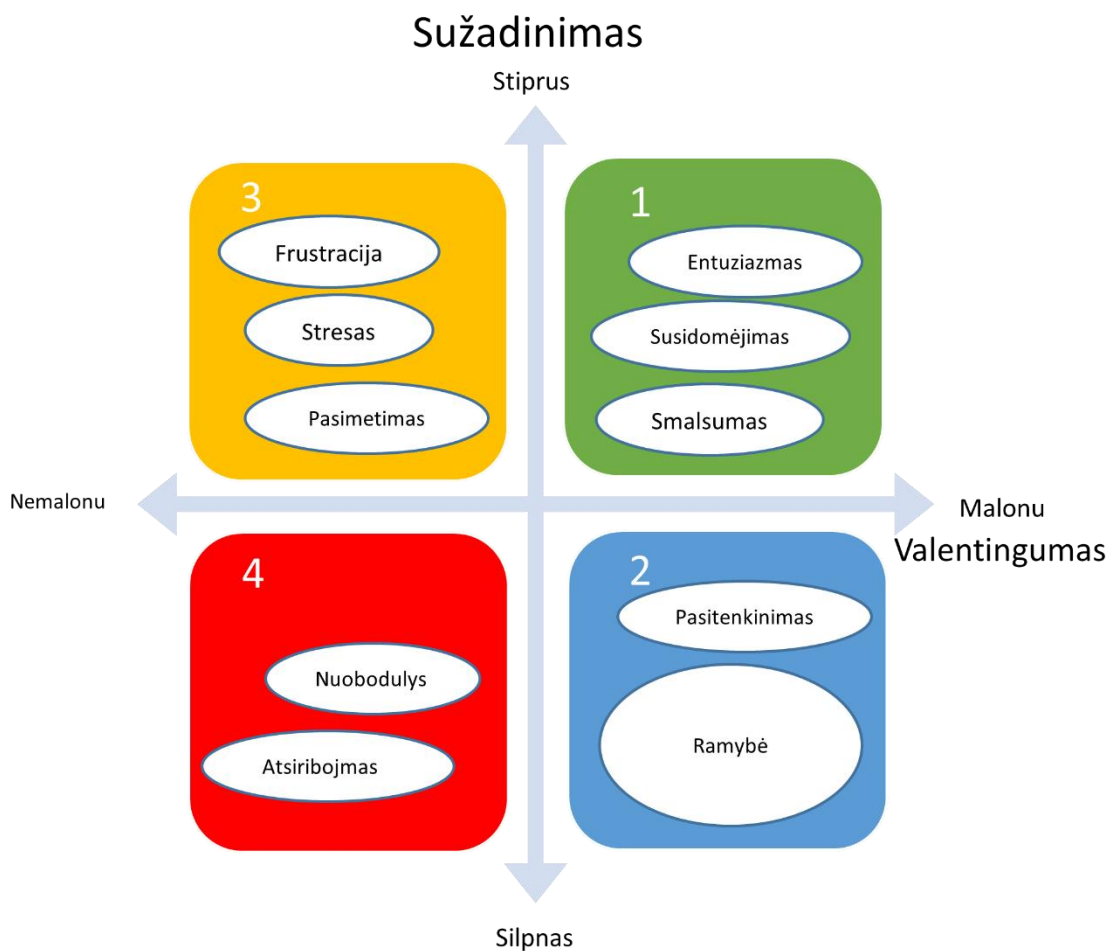 Sužadinimas
Stiprus
3
Frustracija
Stresas
Pasimetimas
1
Entuziazmas
Susidomėjimas
Smalsumas
Nemalonu
Malonu
Valentingumas
4
Nuobodulys
Atsiribojmas
2
Pasitenkinimas
Ramybė
Silpnas